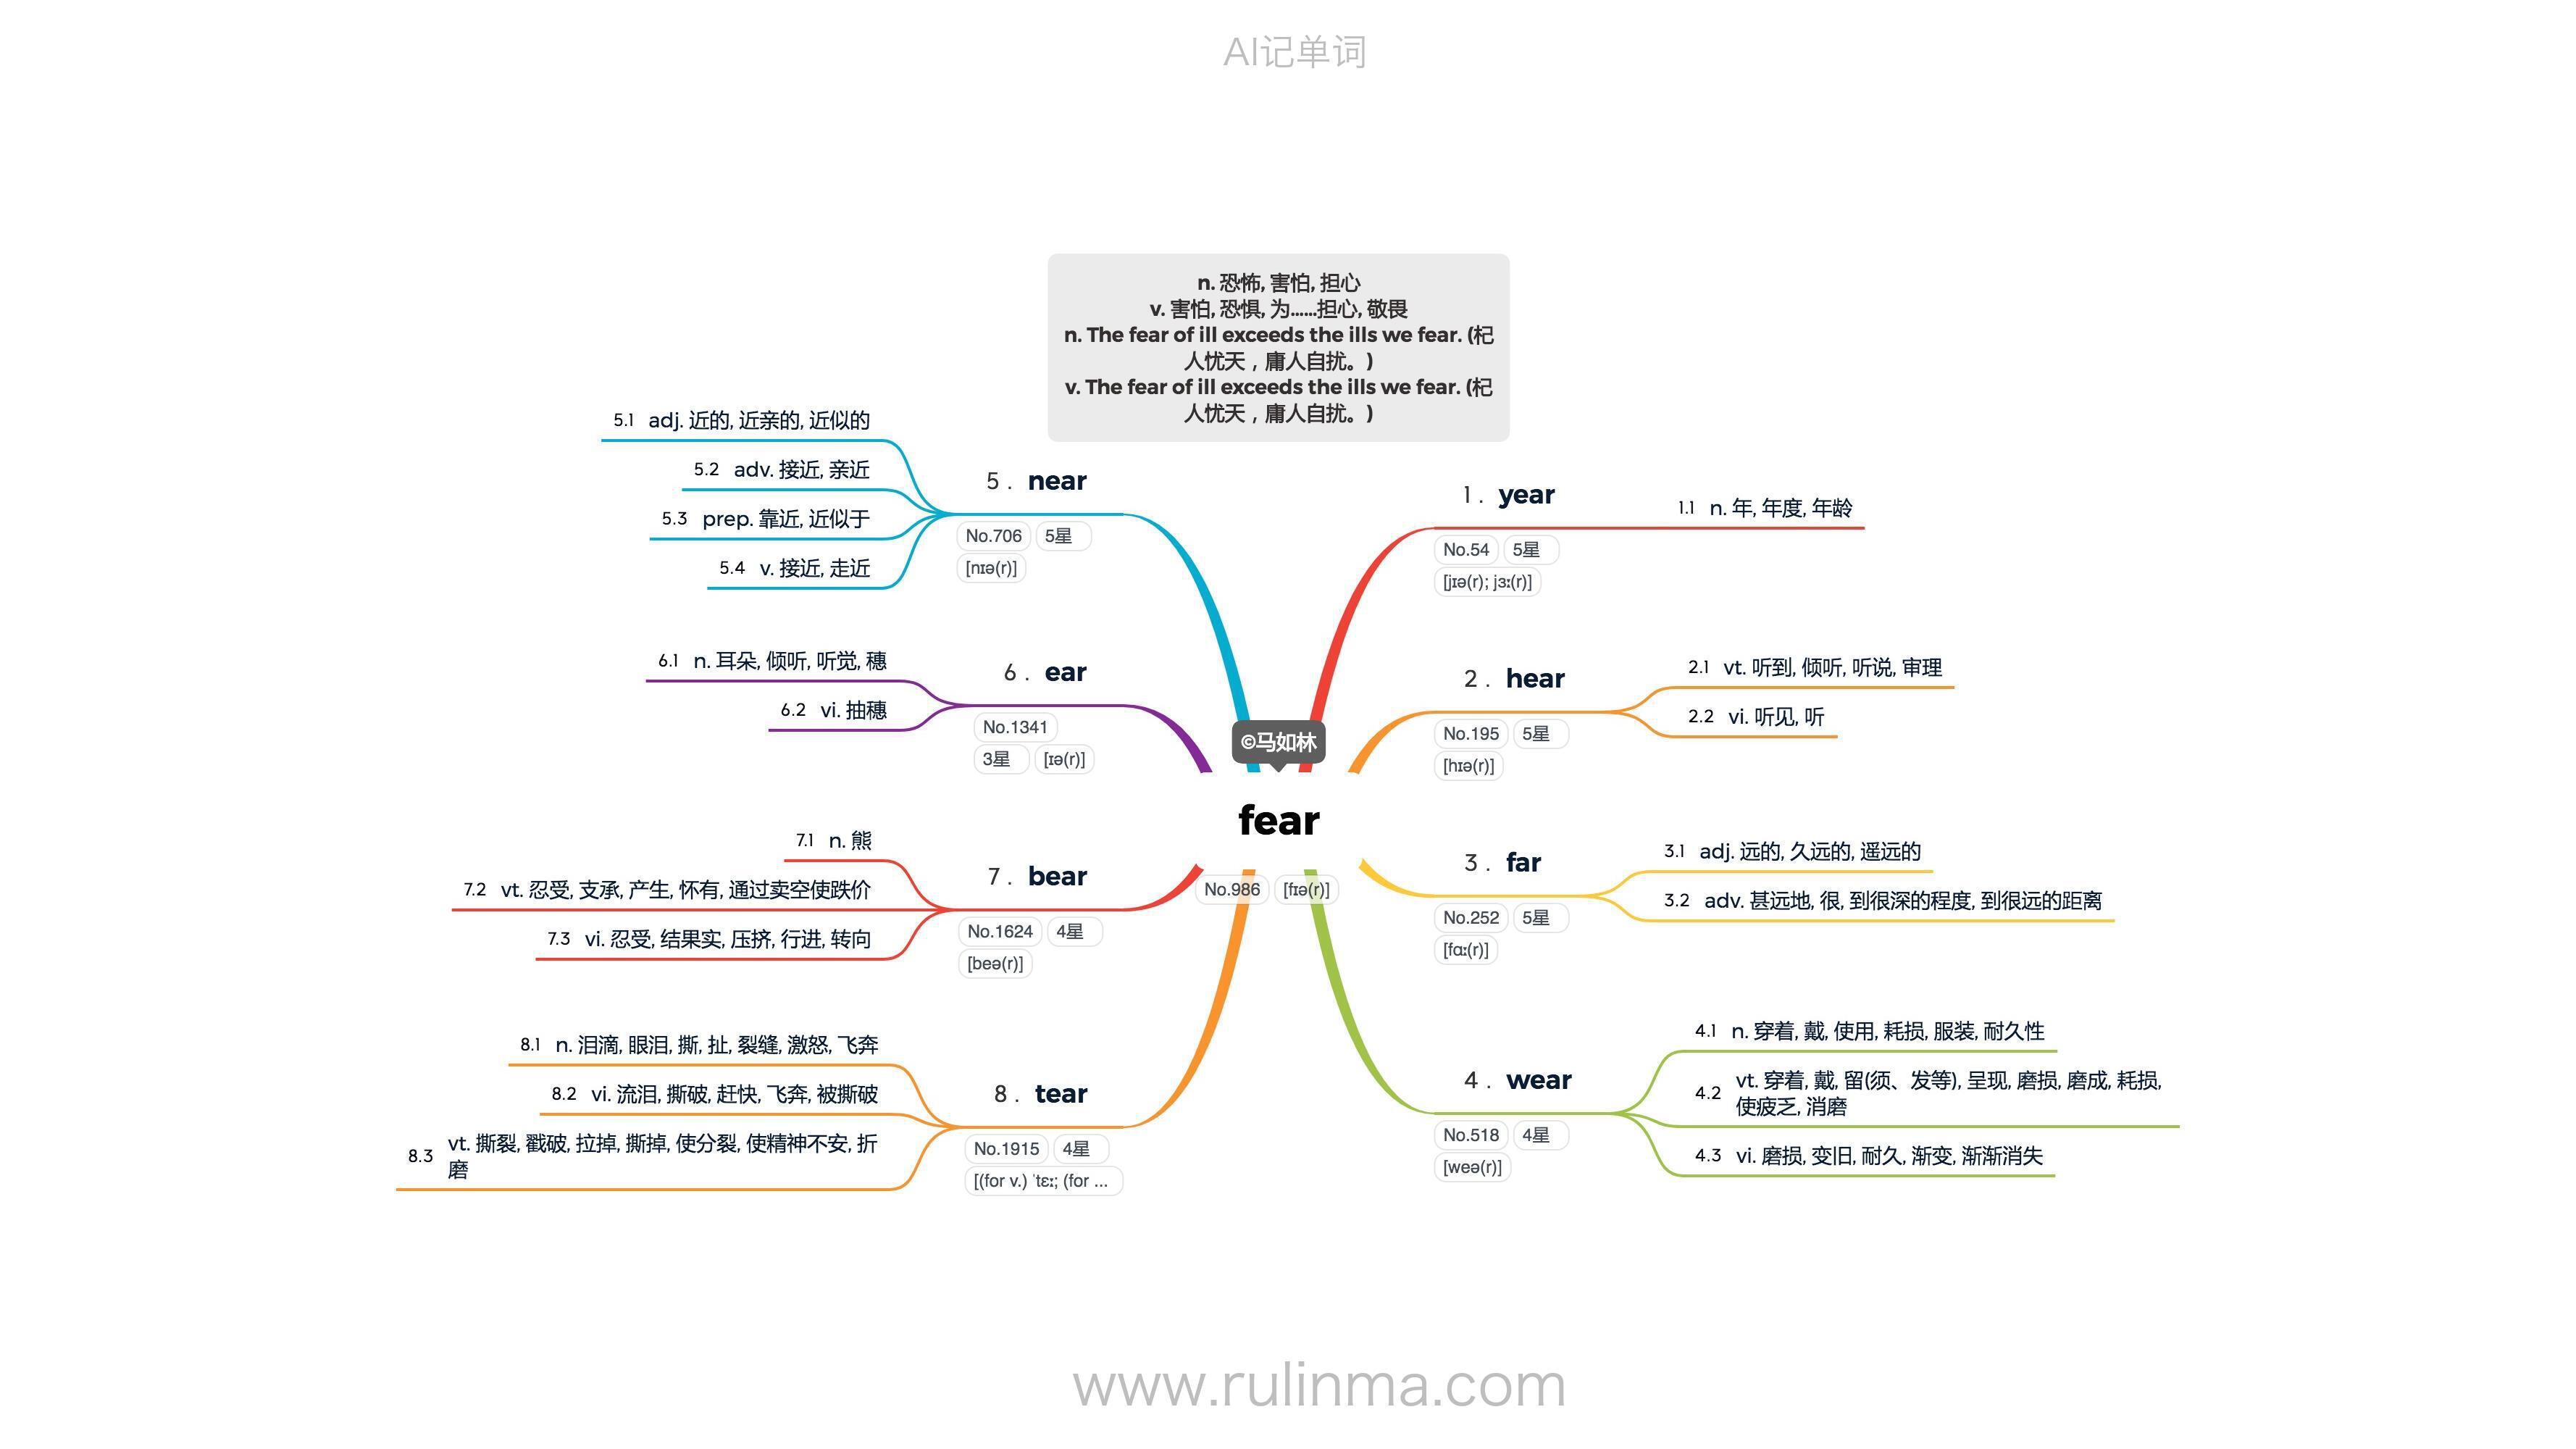 AI记单词
n. 恐怖, 害怕, 担心
v. 害怕, 恐惧, 为……担心, 敬畏
n. The fear of ill exceeds the ills we fear. (杞
人忧天，庸人自扰。)
v. The fear of ill exceeds the ills we fear. (杞
人忧天，庸人自扰。)
©马如林
fear
No.986 [fɪə(r)]
1 . year
No.54 5星
[jɪə(r); jɜː(r)]
1.1 n. 年, 年度, 年龄
2 . hear
No.195 5星
[hɪə(r)]
2.1 vt. 听到, 倾听, 听说, 审理
2.2 vi. 听见, 听
3 . far
No.252 5星
[fɑː(r)]
3.1 adj. 远的, 久远的, 遥远的
3.2 adv. 甚远地, 很, 到很深的程度, 到很远的距离
4 . wear
No.518 4星
[weə(r)]
4.1 n. 穿着, 戴, 使用, 耗损, 服装, 耐久性
4.2 vt. 穿着, 戴, 留(须、发等), 呈现, 磨损, 磨成, 耗损,
使疲乏, 消磨
4.3 vi. 磨损, 变旧, 耐久, 渐变, 渐渐消失
5 . near
No.706 5星
[nɪə(r)]
5.1 adj. 近的, 近亲的, 近似的
5.2 adv. 接近, 亲近
5.3 prep. 靠近, 近似于
5.4 v. 接近, 走近
6 . ear
No.1341
3星 [ɪə(r)]
6.1 n. 耳朵, 倾听, 听觉, 穗
6.2 vi. 抽穗
7 . bear
No.1624 4星
[beə(r)]
7.1 n. 熊
7.2 vt. 忍受, 支承, 产生, 怀有, 通过卖空使跌价
7.3 vi. 忍受, 结果实, 压挤, 行进, 转向
8 . tear
No.1915 4星
[(for v.) ˈtɛː; (for ...
8.1 n. 泪滴, 眼泪, 撕, 扯, 裂缝, 激怒, 飞奔
8.2 vi. 流泪, 撕破, 赶快, 飞奔, 被撕破
8.3 vt. 撕裂, 戳破, 拉掉, 撕掉, 使分裂, 使精神不安, 折
磨
www.rulinma.com